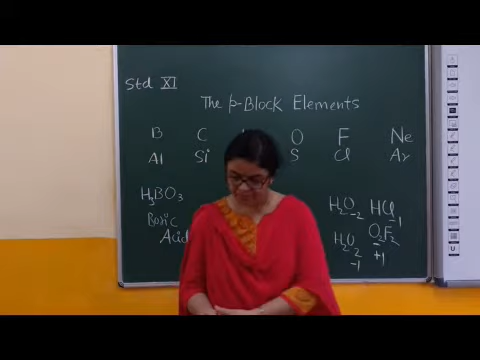 Std XI
The p-Block Elements
B C O F Ne
Al Si S Cl Ar
H3BO3
Boric
Acid
H2O-2 HCl-1
O2F2
H2O2
-1 +1